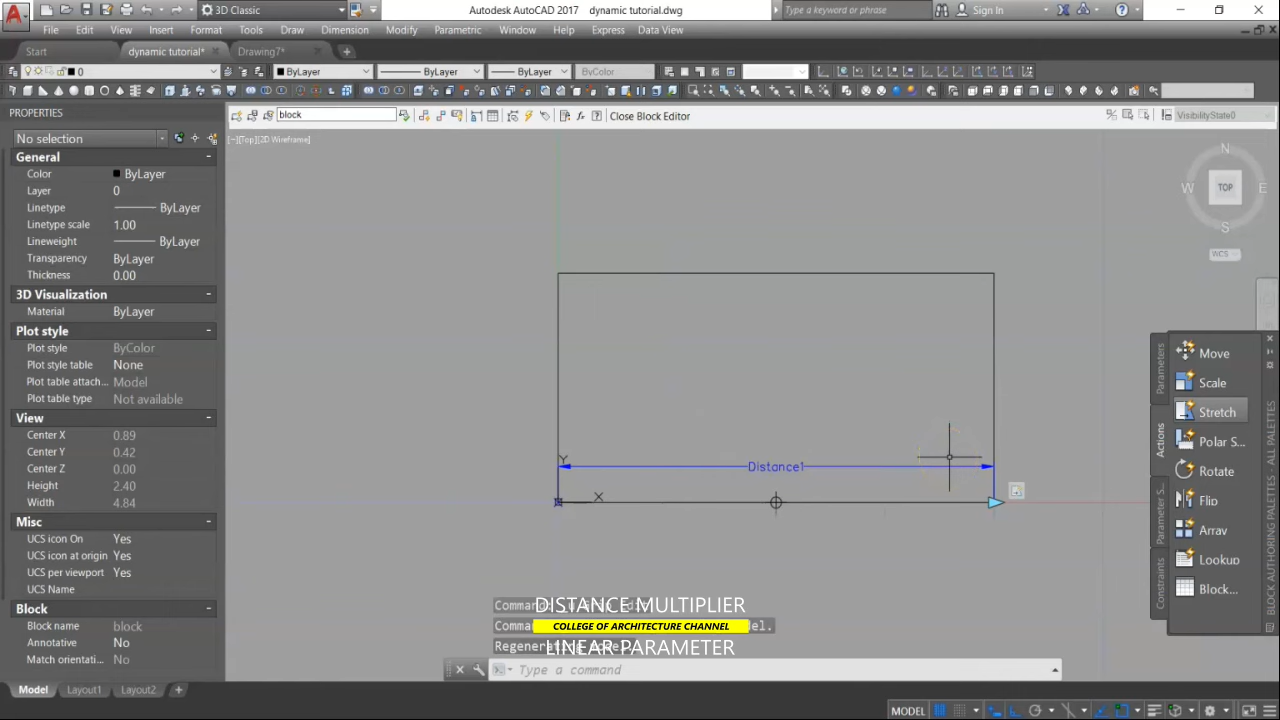 3D Classic
Autodesk AutoCAD 2017 dynamic tutorial.dwg
Type a keyword or phrase
Sign In
File Edit View Insert Format Tools Draw Dimension Modify Parametric Window Help Express Data View
Start dynamic tutorial* Drawing7*
0 ByLayer ByLayer ByLayer ByColor
block Close Block Editor VisibilityState0
PROPERTIES
[−][Top][2D Wireframe]
No selection
General
Color ByLayer
Layer 0
Linetype ByLayer
Linetype scale 1.00
Lineweight ByLayer
Transparency ByLayer
Thickness 0.00
3D Visualization
Material ByLayer
Plot style
Plot style ByColor
Plot style table None
Plot table attach... Model
Plot table type Not available
View
Center X 0.89
Center Y 0.42
Center Z 0.00
Height 2.40
Width 4.84
Misc
UCS icon On Yes
UCS icon at origin Yes
UCS per viewport Yes
UCS Name
Block
Block name block
Annotative No
Match orientati... No
N
W TOP E
S
WCS
Y
Distance1
X
Parameters
Actions
Parameter S...
Constraints
Move
Scale
Stretch
Polar S...
Rotate
Flip
Array
Lookup
Block...
BLOCK AUTHORING PALETTES - ALL PALETTES
DISTANCE MULTIPLIER
COLLEGE OF ARCHITECTURE CHANNEL
LINEAR PARAMETER
Type a command
Model Layout1 Layout2
MODEL